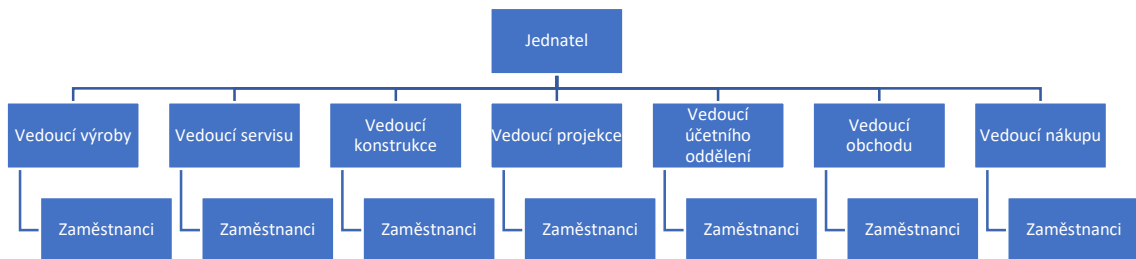 Jednatel
Vedoucí výroby
Vedoucí servisu
Vedoucí
konstrukce
Vedoucí projekce
Vedoucí
účetního
oddělení
Vedoucí
obchodu
Vedoucí nákupu
Zaměstnanci
Zaměstnanci
Zaměstnanci
Zaměstnanci
Zaměstnanci
Zaměstnanci
Zaměstnanci